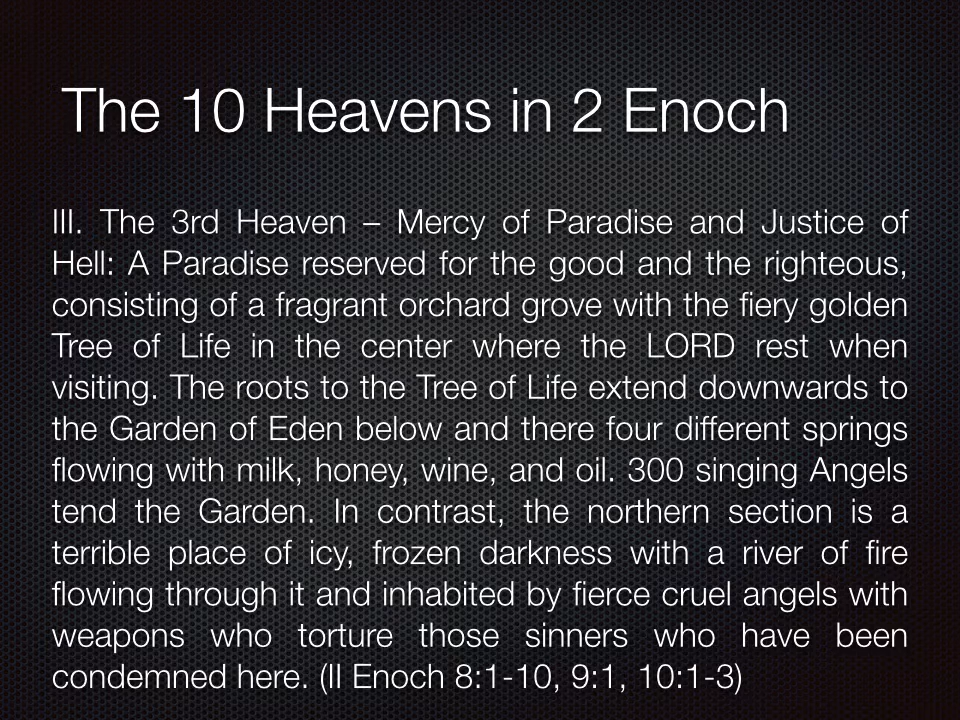 The 10 Heavens in 2 Enoch
III. The 3rd Heaven – Mercy of Paradise and Justice of
Hell: A Paradise reserved for the good and the righteous,
consisting of a fragrant orchard grove with the fiery golden
Tree of Life in the center where the LORD rest when
visiting. The roots to the Tree of Life extend downwards to
the Garden of Eden below and there four different springs
flowing with milk, honey, wine, and oil. 300 singing Angels
tend the Garden. In contrast, the northern section is a
terrible place of icy, frozen darkness with a river of fire
flowing through it and inhabited by fierce cruel angels with
weapons who torture those sinners who have been
condemned here. (II Enoch 8:1-10, 9:1, 10:1-3)